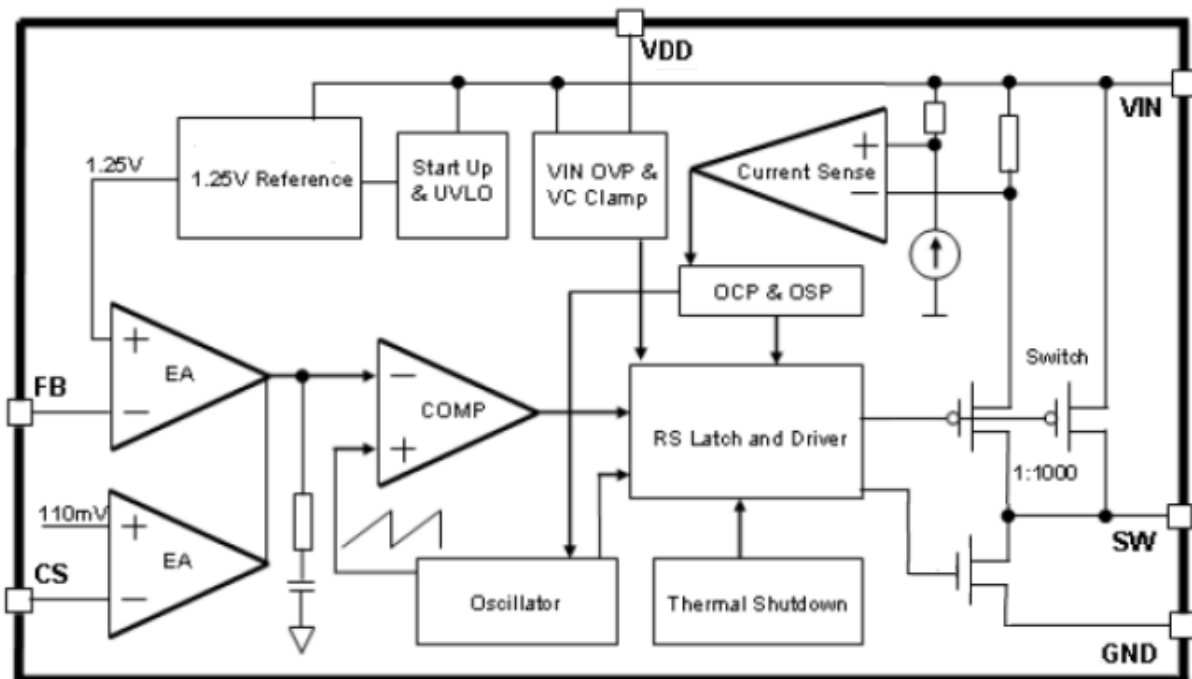 VDD
VIN
1.25V
1.25V Reference
Start Up
& UVLO
VIN OVP &
VC Clamp
+
Current Sense
−
OCP & OSP
+
EA
−
FB
−
COMP
+
RS Latch and Driver
Switch
1:1000
110mV
+
EA
−
CS
Oscillator
Thermal Shutdown
SW
GND